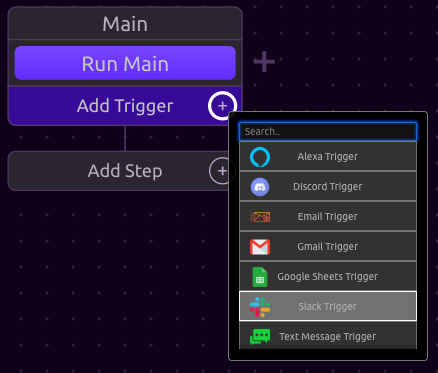 Main
Run Main
Add Trigger
Add Step
Search..
Alexa Trigger
Discord Trigger
Email Trigger
Gmail Trigger
Google Sheets Trigger
Slack Trigger
Text Message Trigger